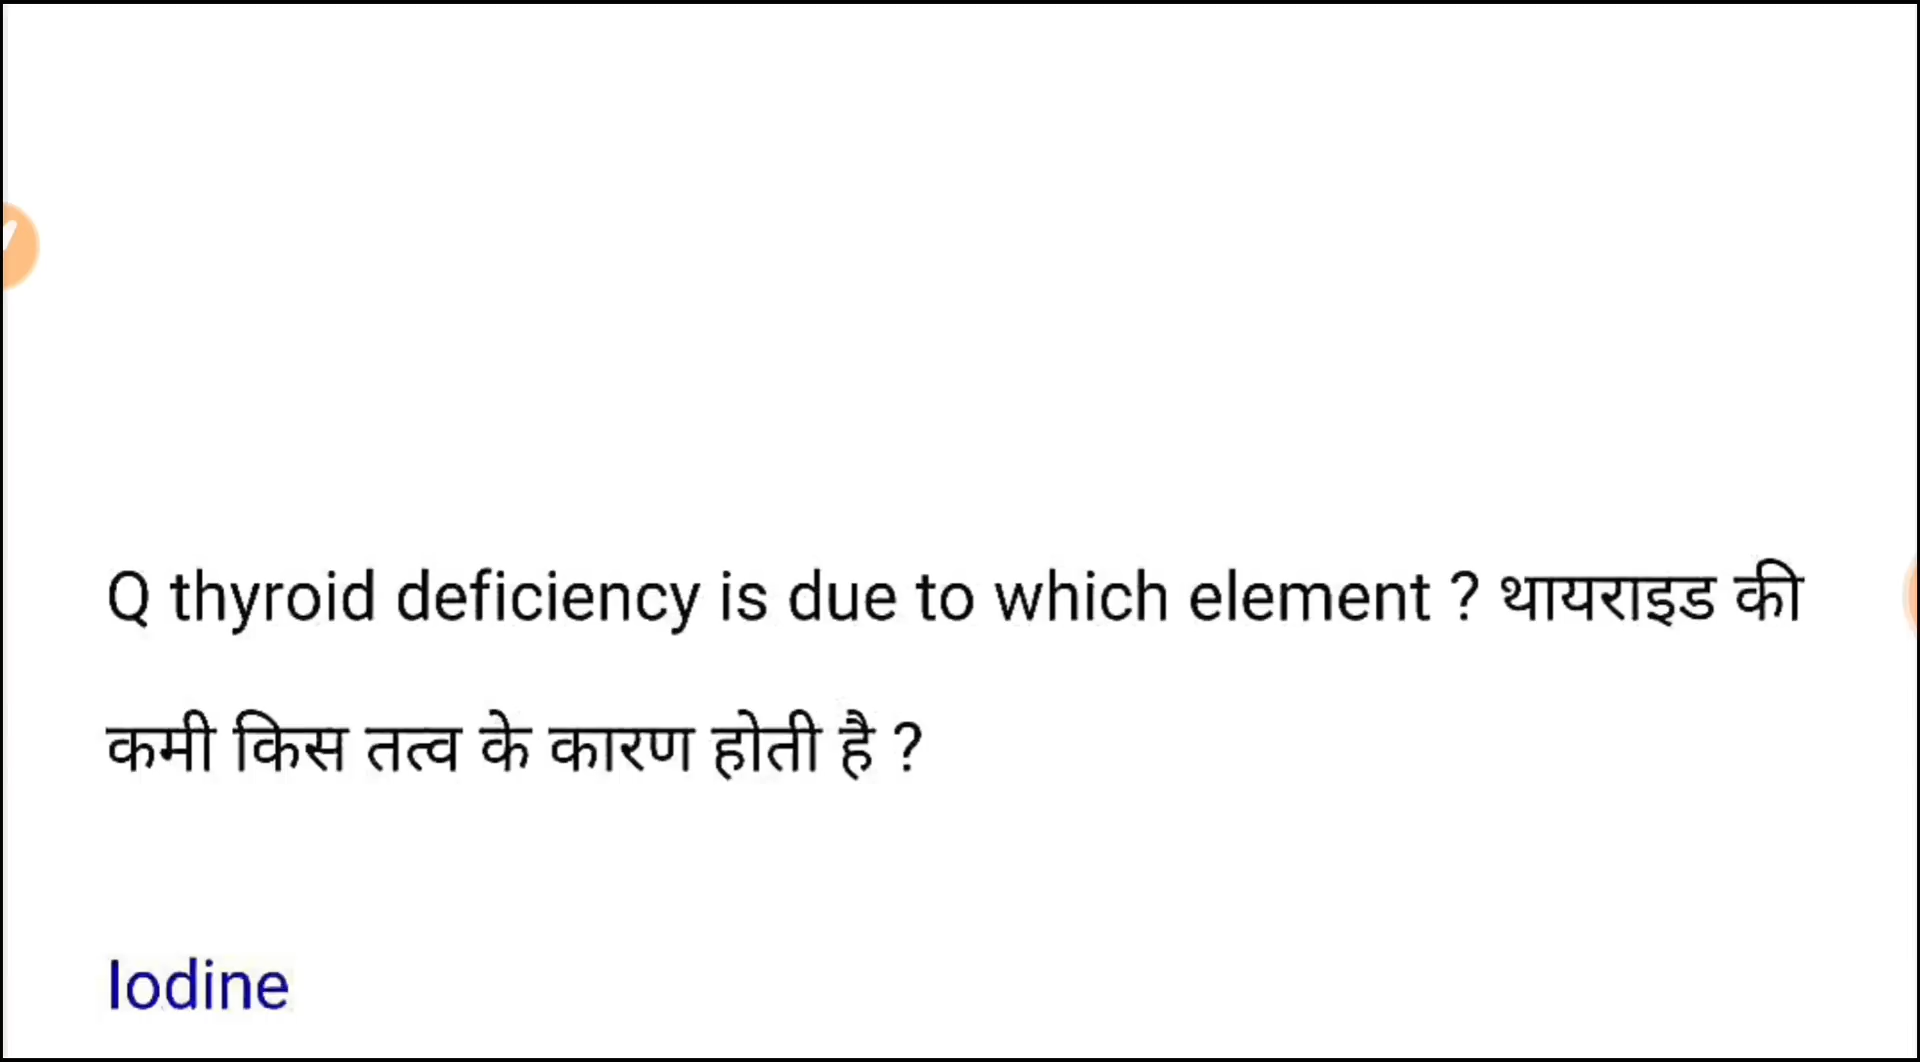 Q thyroid deficiency is due to which element ? थायराइड की
कमी किस तत्व के कारण होती है ?
Iodine